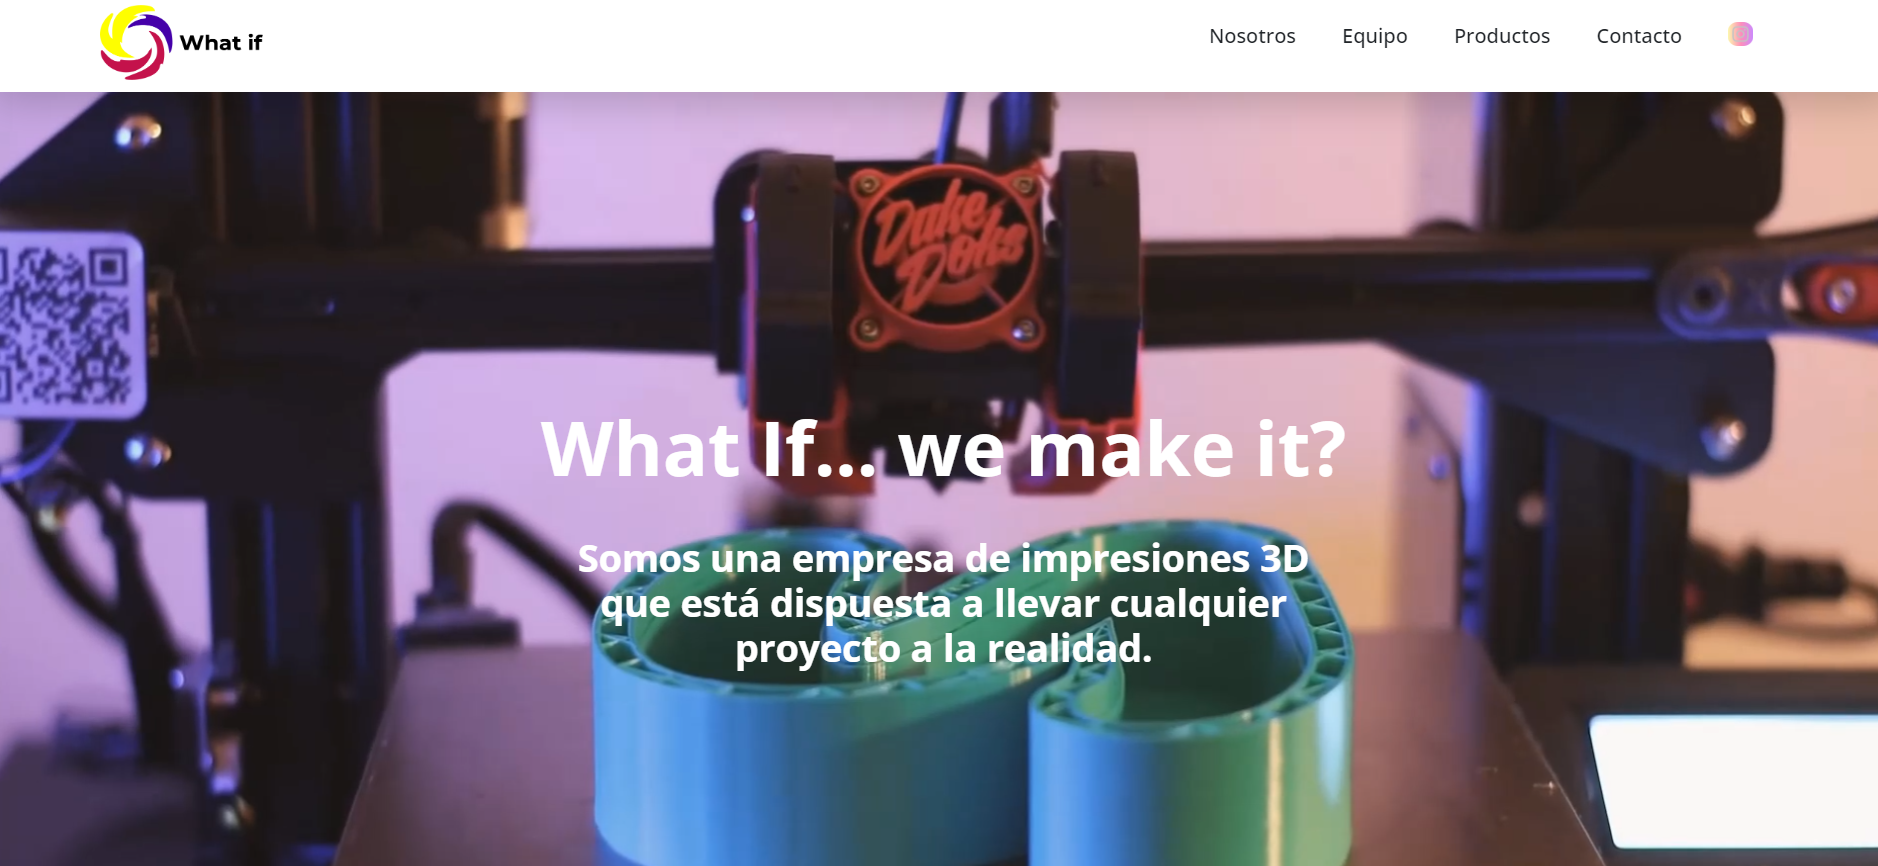 What if
Nosotros Equipo Productos Contacto
Duke
Doks
What If... we make it?
Somos una empresa de impresiones 3D
que está dispuesta a llevar cualquier
proyecto a la realidad.